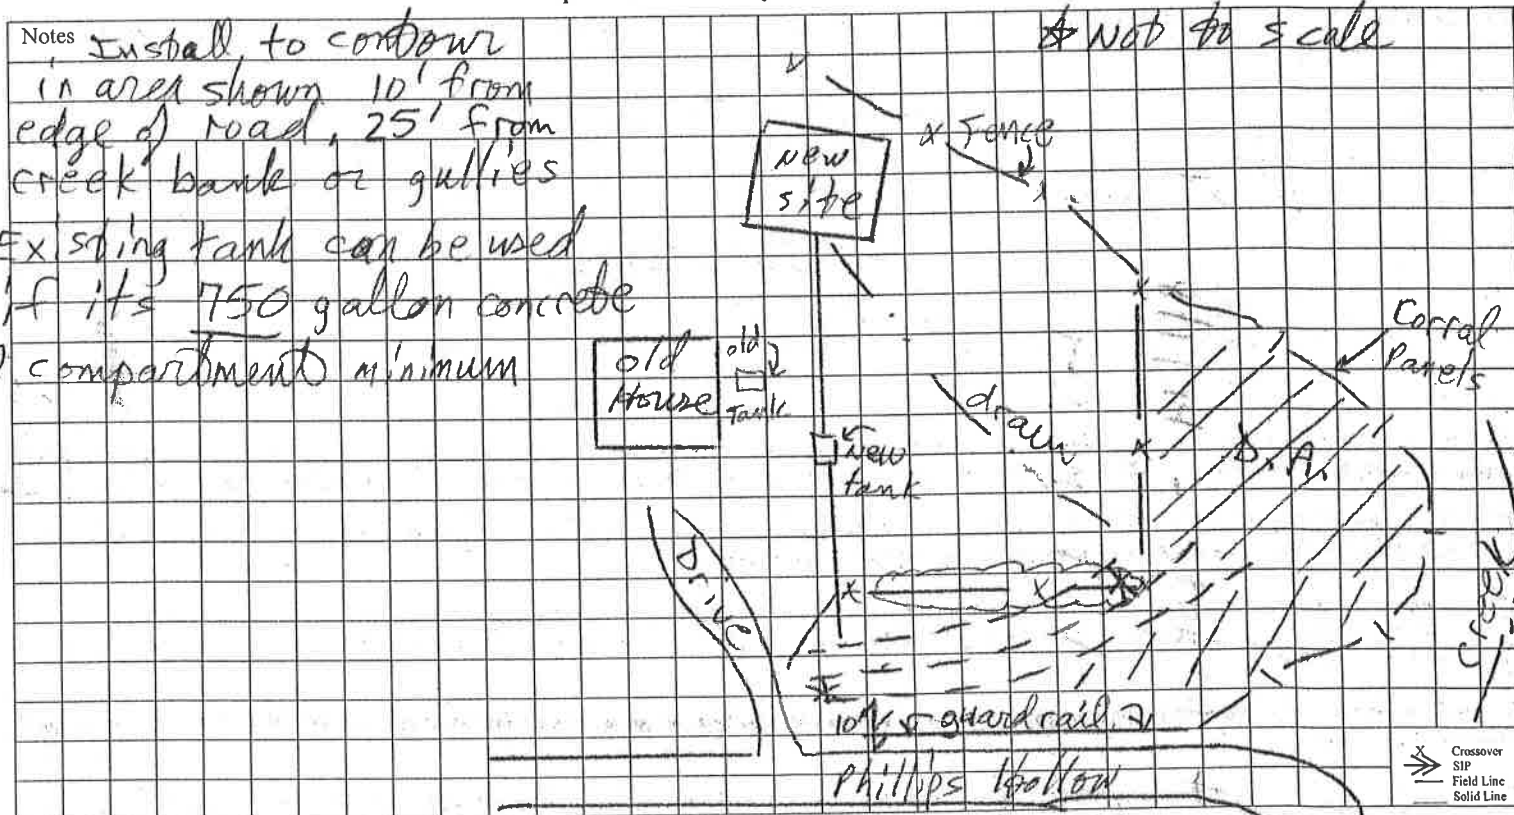 Notes Install to contour
in area shown 10' from
edge of road, 25' from
creek bank or gullies
Existing tank can be used
if its 750 gallon concrete
compartment minimum
* Not to scale
New
site
x Fence
old
House
old
Tank
New
tank
drain
Corral
Panels
D.A.
Drive
Creek
10'
guardrail
Phillips Hollow
Crossover
SIP
Field Line
Solid Line